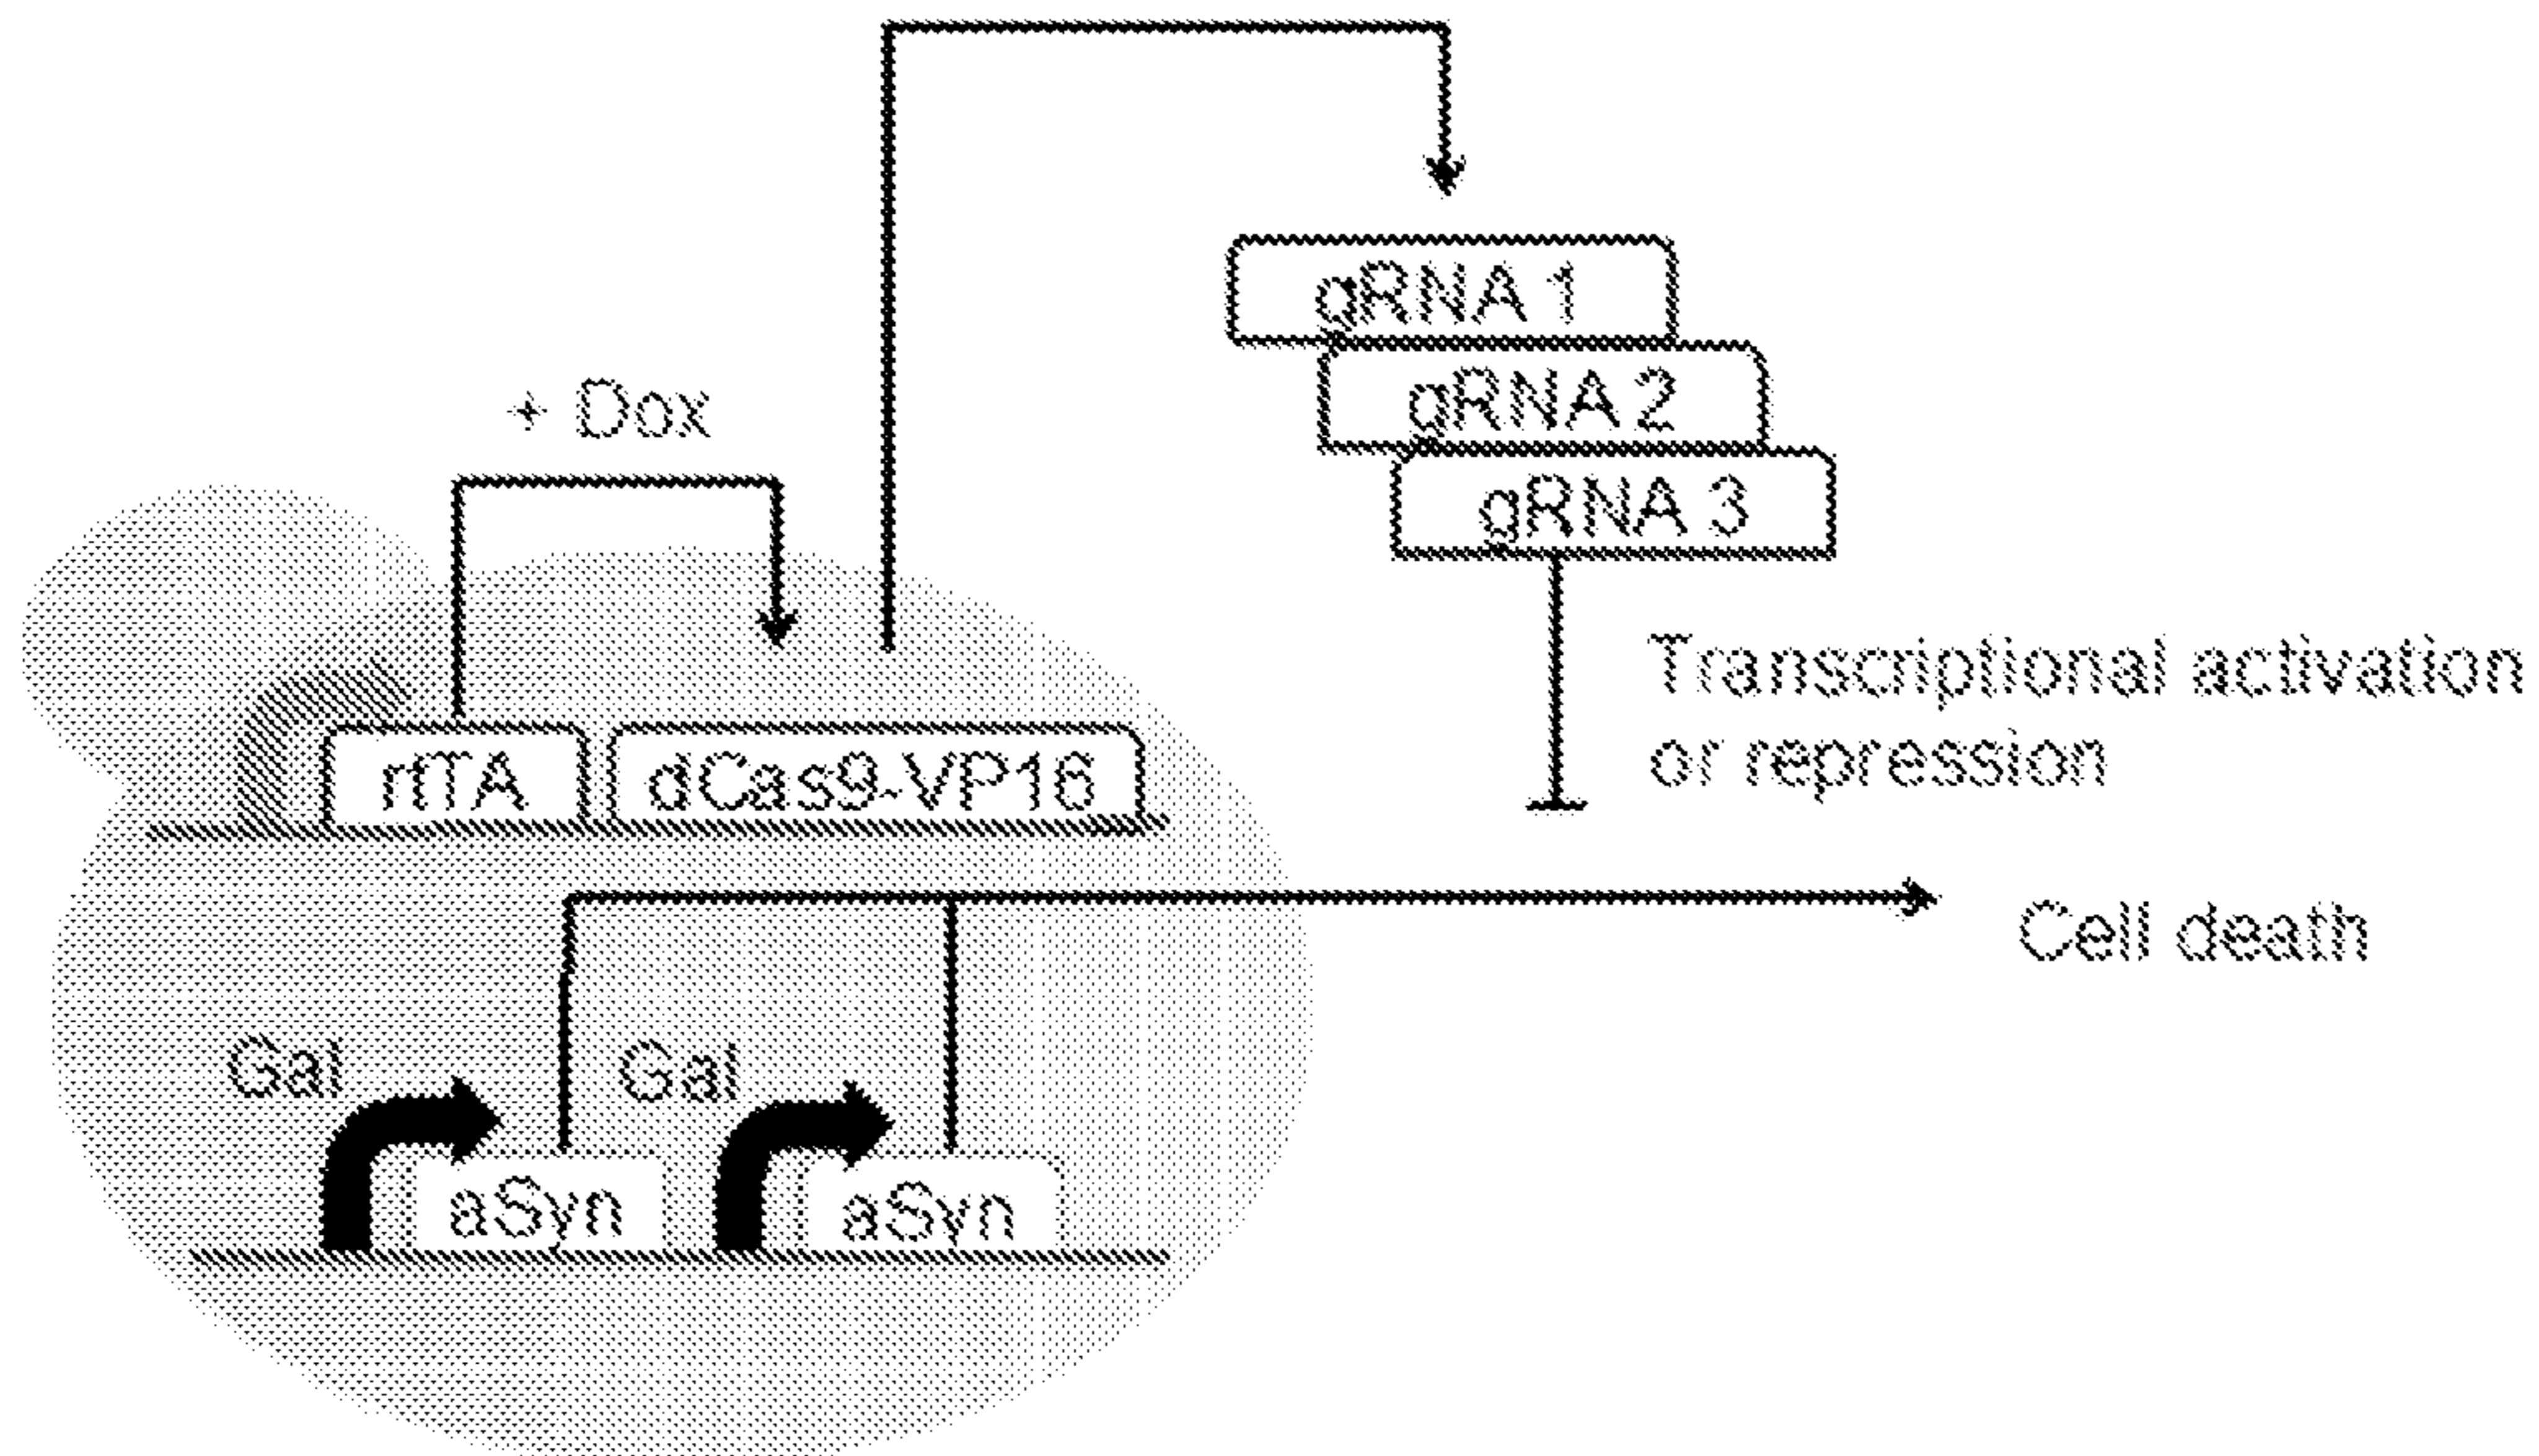 gRNA 1
gRNA 2
gRNA 3
+ Dox
Transcriptional activation
or repression
rtTA
dCas9-VP16
Cell death
Gal
Gal
aSyn
aSyn